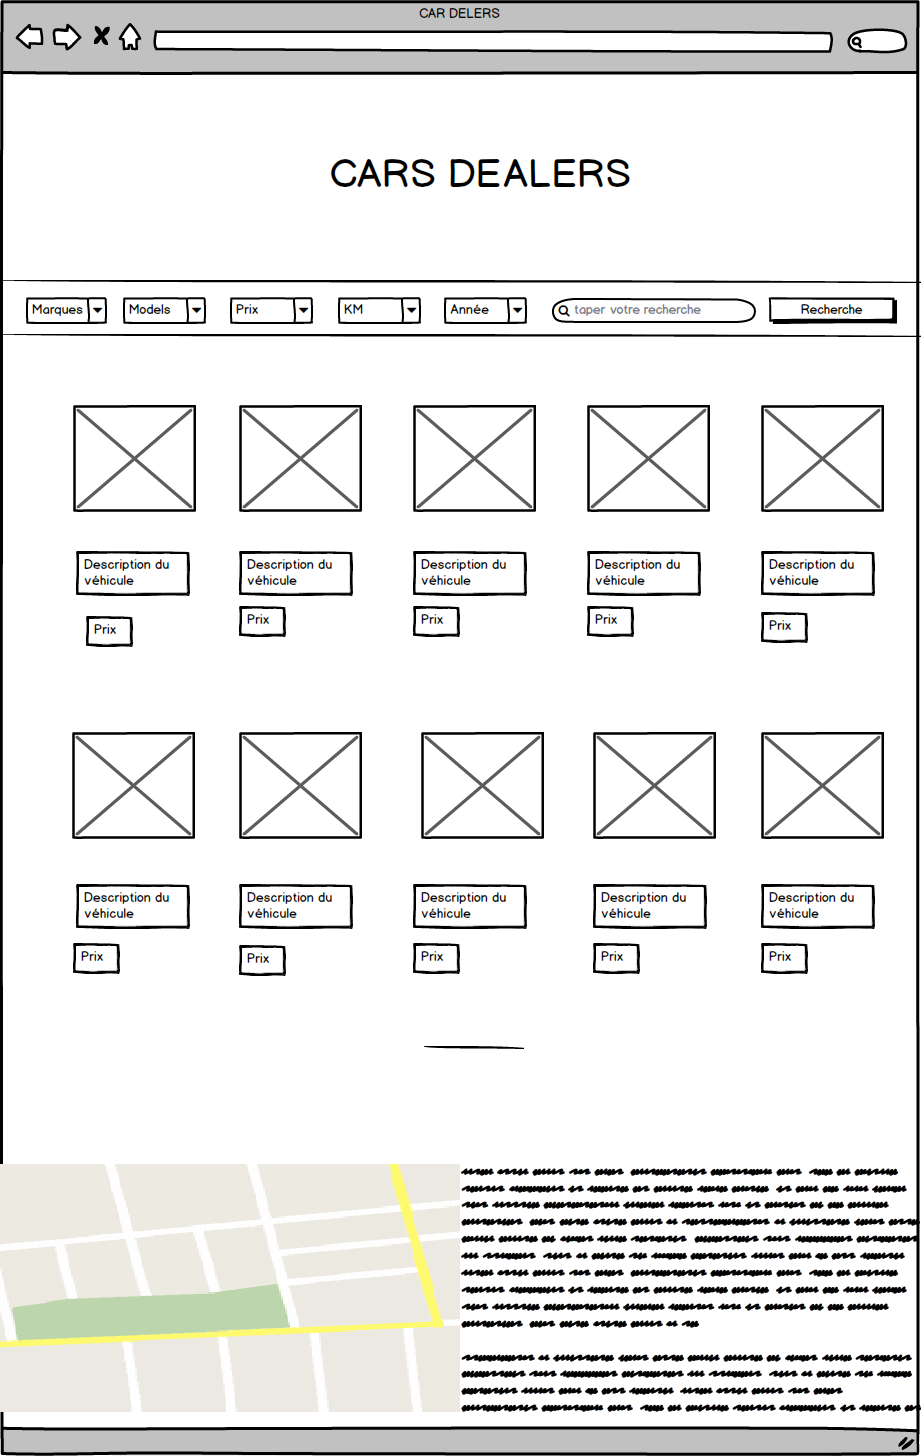 CAR DELERS
CARS DEALERS
Marques Models Prix KM Année taper votre recherche Recherche
Description du Description du Description du Description du Description du
véhicule véhicule véhicule véhicule véhicule
Prix Prix Prix Prix Prix
Description du Description du Description du Description du Description du
véhicule véhicule véhicule véhicule véhicule
Prix Prix Prix Prix Prix